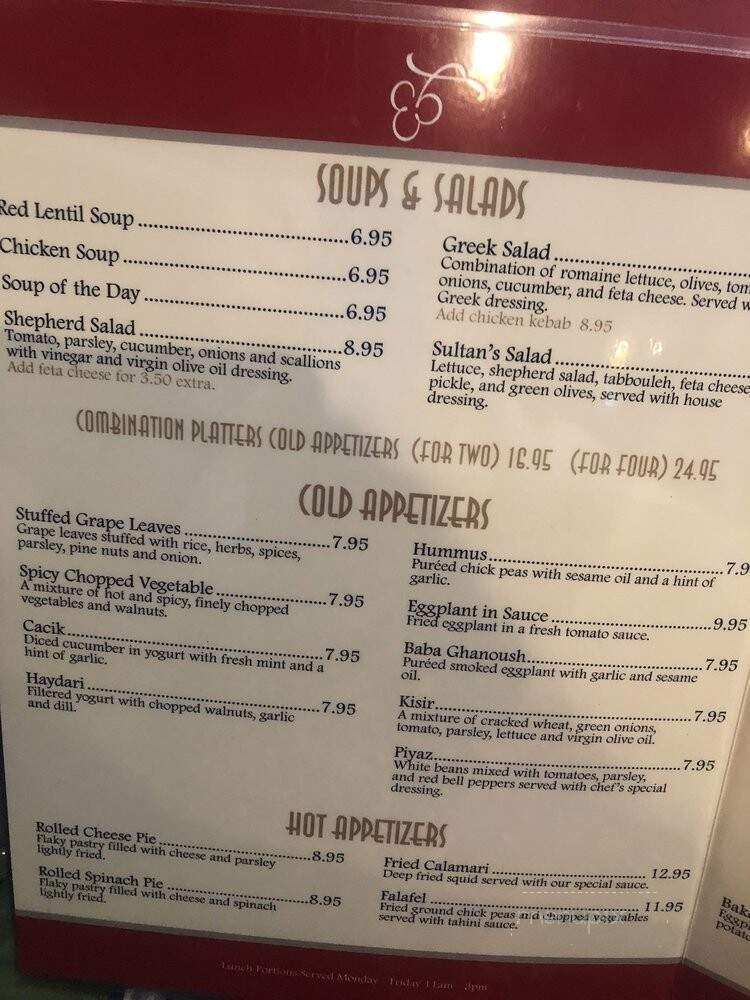 SOUPS & SALADS
Red Lentil Soup 6.95
Chicken Soup 6.95
Soup of the Day 6.95
Shepherd Salad 8.95
Tomato, parsley, cucumber, onions and scallions
with vinegar and virgin olive oil dressing.
Add feta cheese for 3.50 extra.
Greek Salad
Combination of romaine lettuce, olives,
onions, cucumber, and feta cheese. Served
Greek dressing.
Add chicken kebab 8.95
Sultan's Salad
Lettuce, shepherd salad, tabbouleh, feta cheese
pickle, and green olives, served with house
dressing.
COMBINATION PLATTERS COLD APPETIZERS (FOR TWO) 16.95 (FOR FOUR) 24.95
COLD APPETIZERS
Stuffed Grape Leaves 7.95
Grape leaves stuffed with rice, herbs, spices,
parsley, pine nuts and onion.
Spicy Chopped Vegetable 7.95
A mixture of hot and spicy, finely chopped
vegetables and walnuts.
Cacik 7.95
Diced cucumber in yogurt with fresh mint and a
hint of garlic.
Haydari 7.95
Filtered yogurt with chopped walnuts, garlic
and dill.
Hummus 7.9
Puréed chick peas with sesame oil and a hint of
garlic.
Eggplant in Sauce 9.95
Fried eggplant in a fresh tomato sauce.
Baba Ghanoush 7.95
Puréed smoked eggplant with garlic and sesame
oil.
Kisir 7.95
A mixture of cracked wheat, green onions,
tomato, parsley, lettuce and virgin olive oil.
Piyaz 7.95
White beans mixed with tomatoes, parsley,
and red bell peppers served with chef's special
dressing.
HOT APPETIZERS
Rolled Cheese Pie 8.95
Flaky pastry filled with cheese and parsley
lightly fried.
Rolled Spinach Pie 8.95
Flaky pastry filled with cheese and spinach
lightly fried.
Fried Calamari 12.95
Deep fried squid served with our special sauce.
Falafel 11.95
Fried ground chick peas and chopped vegetables
served with tahini sauce.
Lunch Portions Served Monday - Friday 11am - 3pm